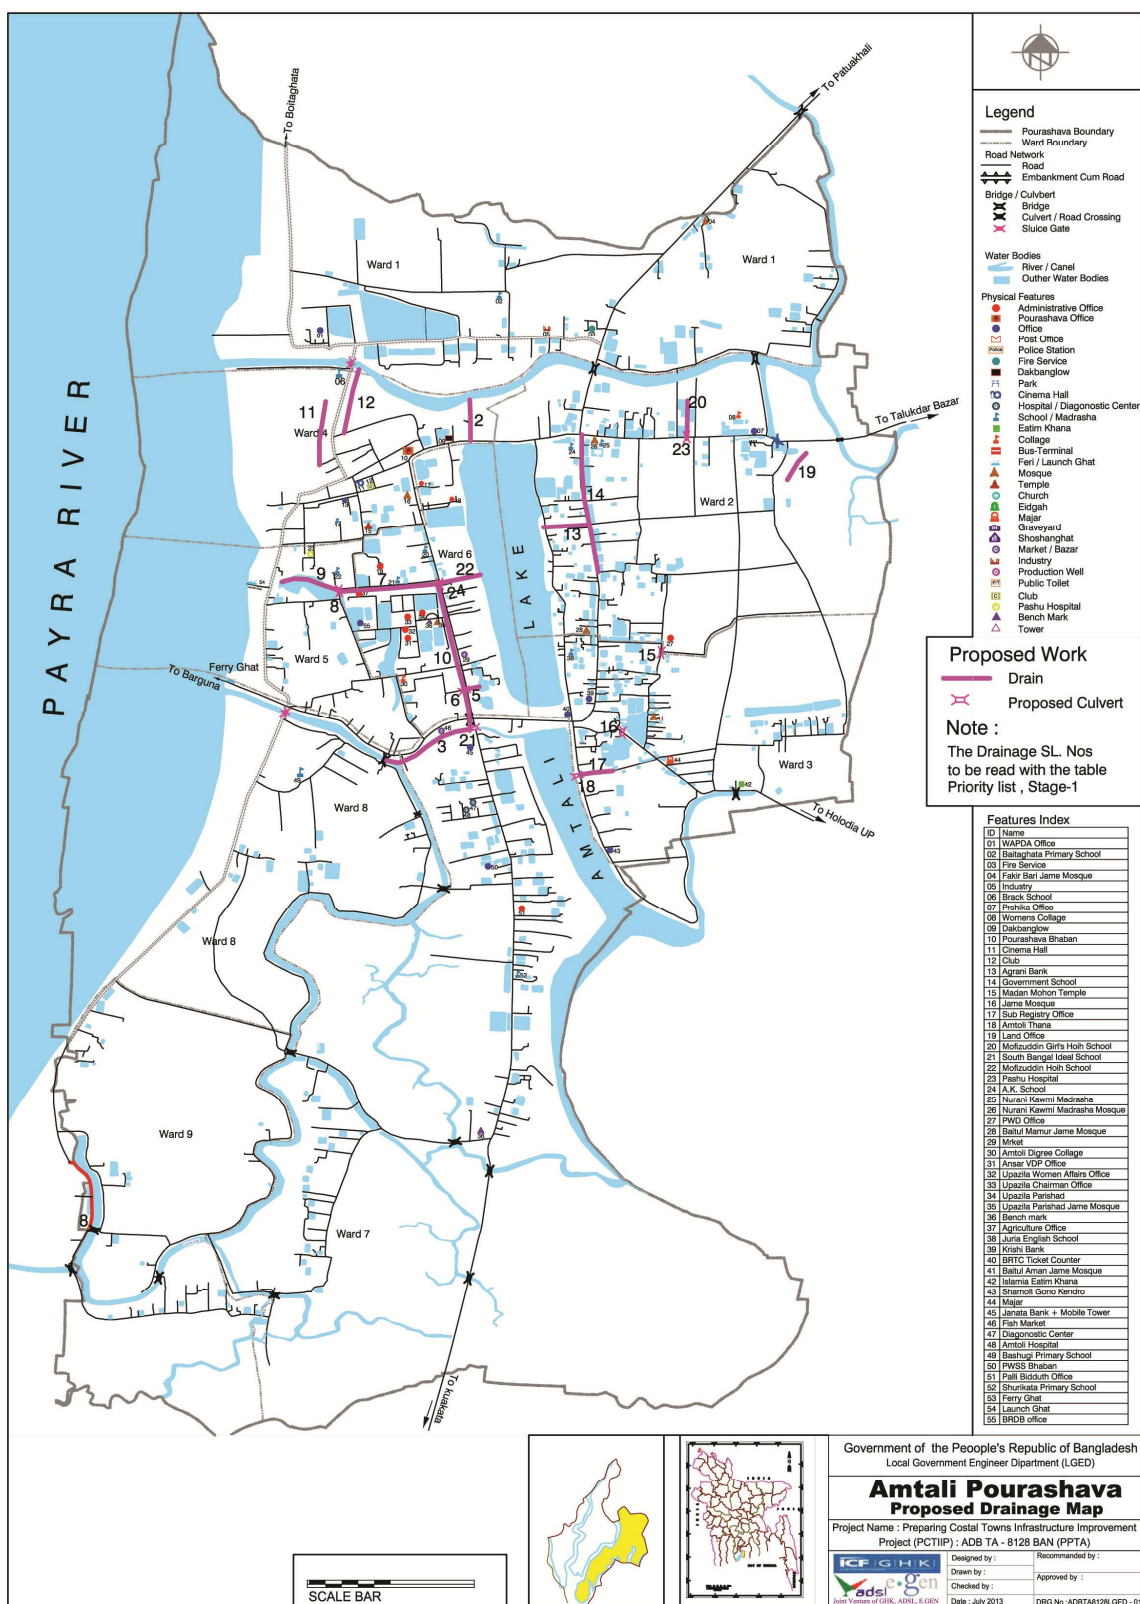 To Boitaghata
To Patuakhali
Ward 1
Ward 1
PAYRA RIVER
11
12
Ward 4
2
20
23
To Talukdar Bazar
19
14
13
Ward 2
LAKE
Ward 6
22
9
7
8
24
10
Ward 5
Ferry Ghat
To Barguna
6
5
3
21
15
16
17
18
AMTALI
Ward 3
To Holodia UP
Ward 8
Ward 8
Ward 9
8
Ward 7
To Kuakata
Legend
Pourashava Boundary
Ward Boundary
Road Network
Road
Embankment Cum Road
Bridge / Culvbert
Bridge
Culvert / Road Crossing
Sluice Gate
Water Bodies
River / Canel
Outher Water Bodies
Physical Features
Administrative Office
Pourashava Office
Office
Post Office
Police Station
Fire Service
Dakbanglow
Park
Cinema Hall
Hospital / Diagonostic Center
School / Madrasha
Eatim Khana
Collage
Bus-Terminal
Feri / Launch Ghat
Mosque
Temple
Church
Eidgah
Majar
Graveyard
Shoshanghat
Market / Bazar
Industry
Production Well
Public Toilet
Club
Pashu Hospital
Bench Mark
Tower
Proposed Work
Drain
Proposed Culvert
Note :
The Drainage SL. Nos
to be read with the table
Priority list , Stage-1
Features Index
ID Name
01 WAPDA Office
02 Baitaghata Primary School
03 Fire Service
04 Fakir Bari Jame Mosque
05 Industry
06 Brack School
07 Prohika Office
08 Womens Collage
09 Dakbanglow
10 Pourashava Bhaban
11 Cinema Hall
12 Club
13 Agrani Bank
14 Government School
15 Madan Mohon Temple
16 Jame Mosque
17 Sub Registry Office
18 Amtoli Thana
19 Land Office
20 Mofizuddin Girl's Hoih School
21 South Bangal Ideal School
22 Mofizuddin Hoih School
23 Pashu Hospital
24 A.K. School
25 Nurani Kawmi Madrasha
26 Nurani Kawmi Madrasha Mosque
27 PWD Office
28 Baitul Mamur Jame Mosque
29 Mrket
30 Amtoli Digree Collage
31 Ansar VDP Office
32 Upazila Women Affairs Office
33 Upazila Chairman Office
34 Upazila Parishad
35 Upazila Parishad Jame Mosque
36 Bench mark
37 Agriculture Office
38 Juria English School
39 Krishi Bank
40 BRTC Ticket Counter
41 Baitul Aman Jame Mosque
42 Islamia Eatim Khana
43 Shamoli Gono Kendro
44 Majar
45 Janata Bank + Mobile Tower
46 Fish Market
47 Diagonostic Center
48 Amtoli Hospital
49 Bashugi Primary School
50 PWSS Bhaban
51 Palli Bidduth Office
52 Shurikata Primary School
53 Ferry Ghat
54 Launch Ghat
55 BRDB office
SCALE BAR
Government of the Peoople's Republic of Bangladesh
Local Government Engineer Dipartment (LGED)
Amtali Pourashava
Proposed Drainage Map
Project Name : Preparing Costal Towns Infrastructure Improvement
Project (PCTIIP) : ADB TA - 8128 BAN (PPTA)
ICF GHK
adsl e.gen
Joint Venture of GHK, ADSL, E.GEN
Designed by :
Drawn by :
Checked by :
Date : July 2013
Recommanded by :
Approved by :
DRG No :ADBTA8128LGED - 01